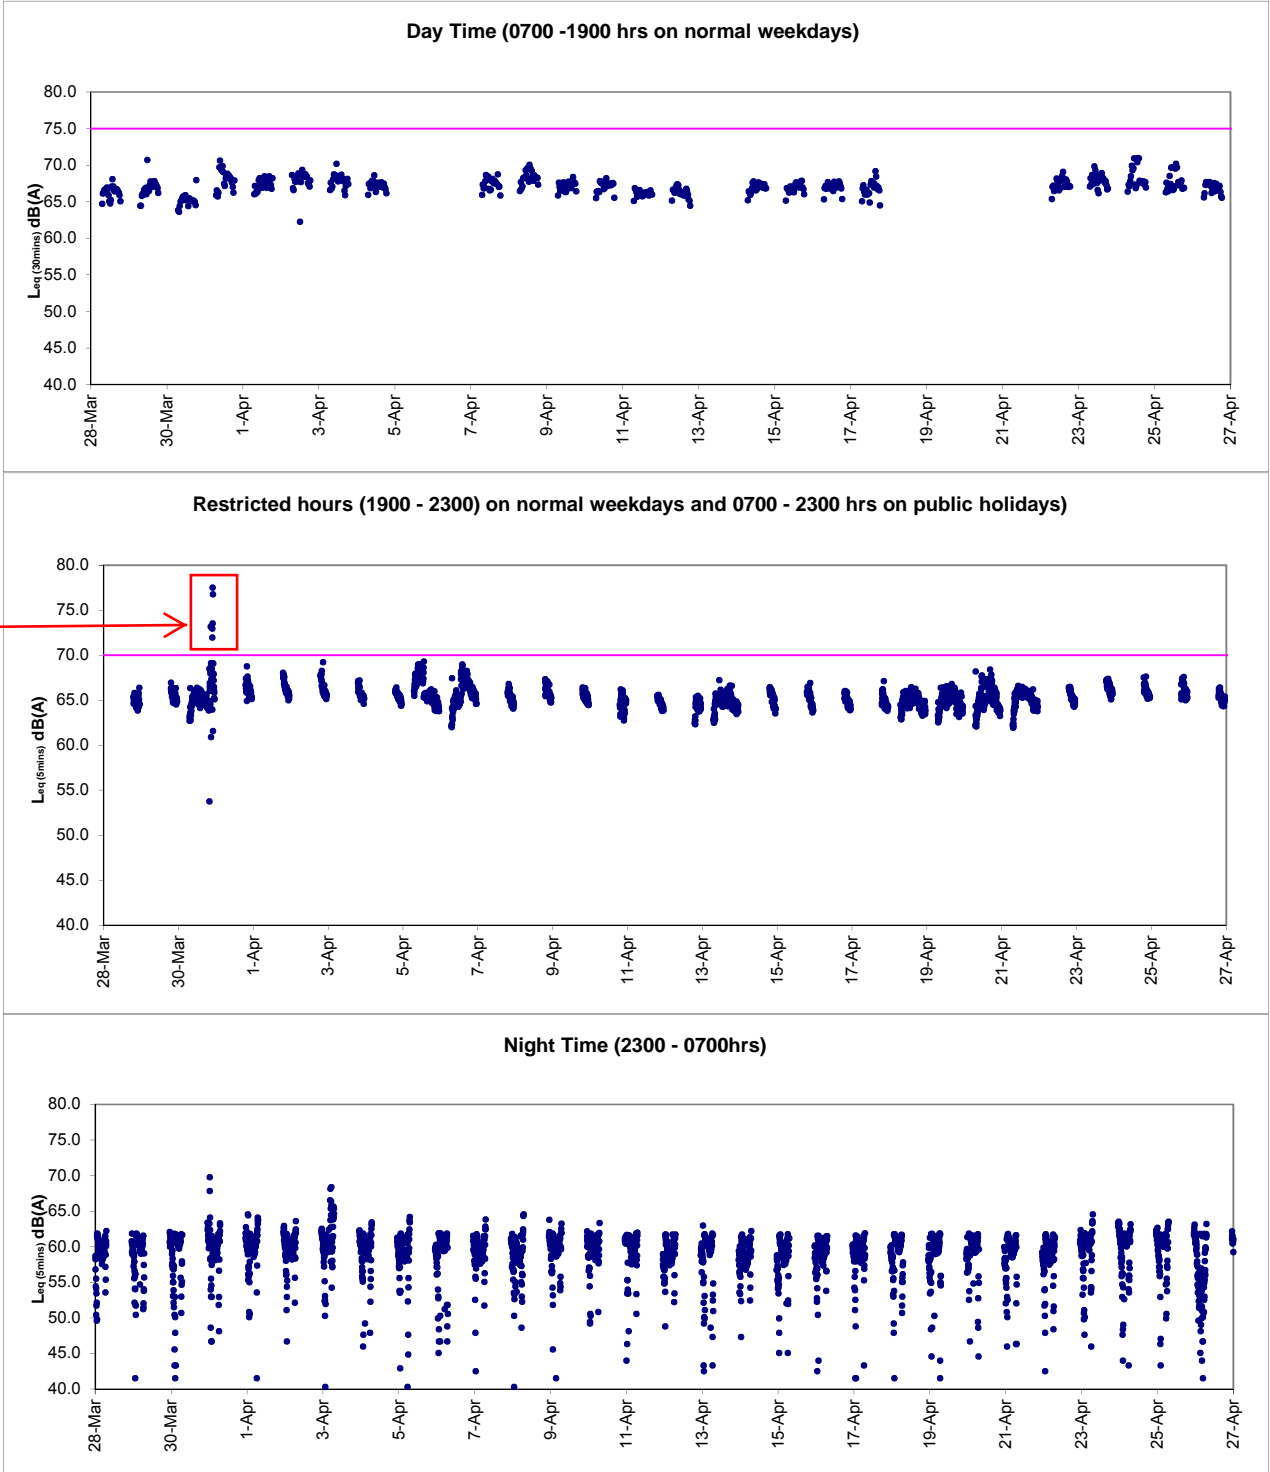 Day Time (0700 -1900 hrs on normal weekdays)
80.0
75.0
70.0
65.0
60.0
55.0
50.0
45.0
40.0
Leq (30mins) dB(A)
28-Mar
30-Mar
1-Apr
3-Apr
5-Apr
7-Apr
9-Apr
11-Apr
13-Apr
15-Apr
17-Apr
19-Apr
21-Apr
23-Apr
25-Apr
27-Apr
Restricted hours (1900 - 2300) on normal weekdays and 0700 - 2300 hrs on public holidays)
80.0
75.0
70.0
65.0
60.0
55.0
50.0
45.0
40.0
Leq (5mins) dB(A)
28-Mar
30-Mar
1-Apr
3-Apr
5-Apr
7-Apr
9-Apr
11-Apr
13-Apr
15-Apr
17-Apr
19-Apr
21-Apr
23-Apr
25-Apr
27-Apr
Night Time (2300 - 0700hrs)
80.0
75.0
70.0
65.0
60.0
55.0
50.0
45.0
40.0
Leq (5mins) dB(A)
28-Mar
30-Mar
1-Apr
3-Apr
5-Apr
7-Apr
9-Apr
11-Apr
13-Apr
15-Apr
17-Apr
19-Apr
21-Apr
23-Apr
25-Apr
27-Apr